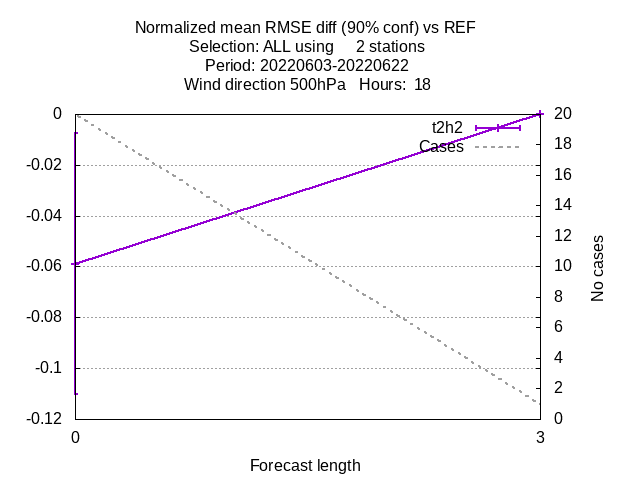 Normalized mean RMSE diff (90% conf) vs REF
Selection: ALL using     2 stations
Period: 20220603-20220622
Wind direction 500hPa   Hours:  18
0
-0.02
-0.04
-0.06
-0.08
-0.1
-0.12
t2h2
Cases
20
18
16
14
12
10
8
6
4
2
0
No cases
0
3
Forecast length